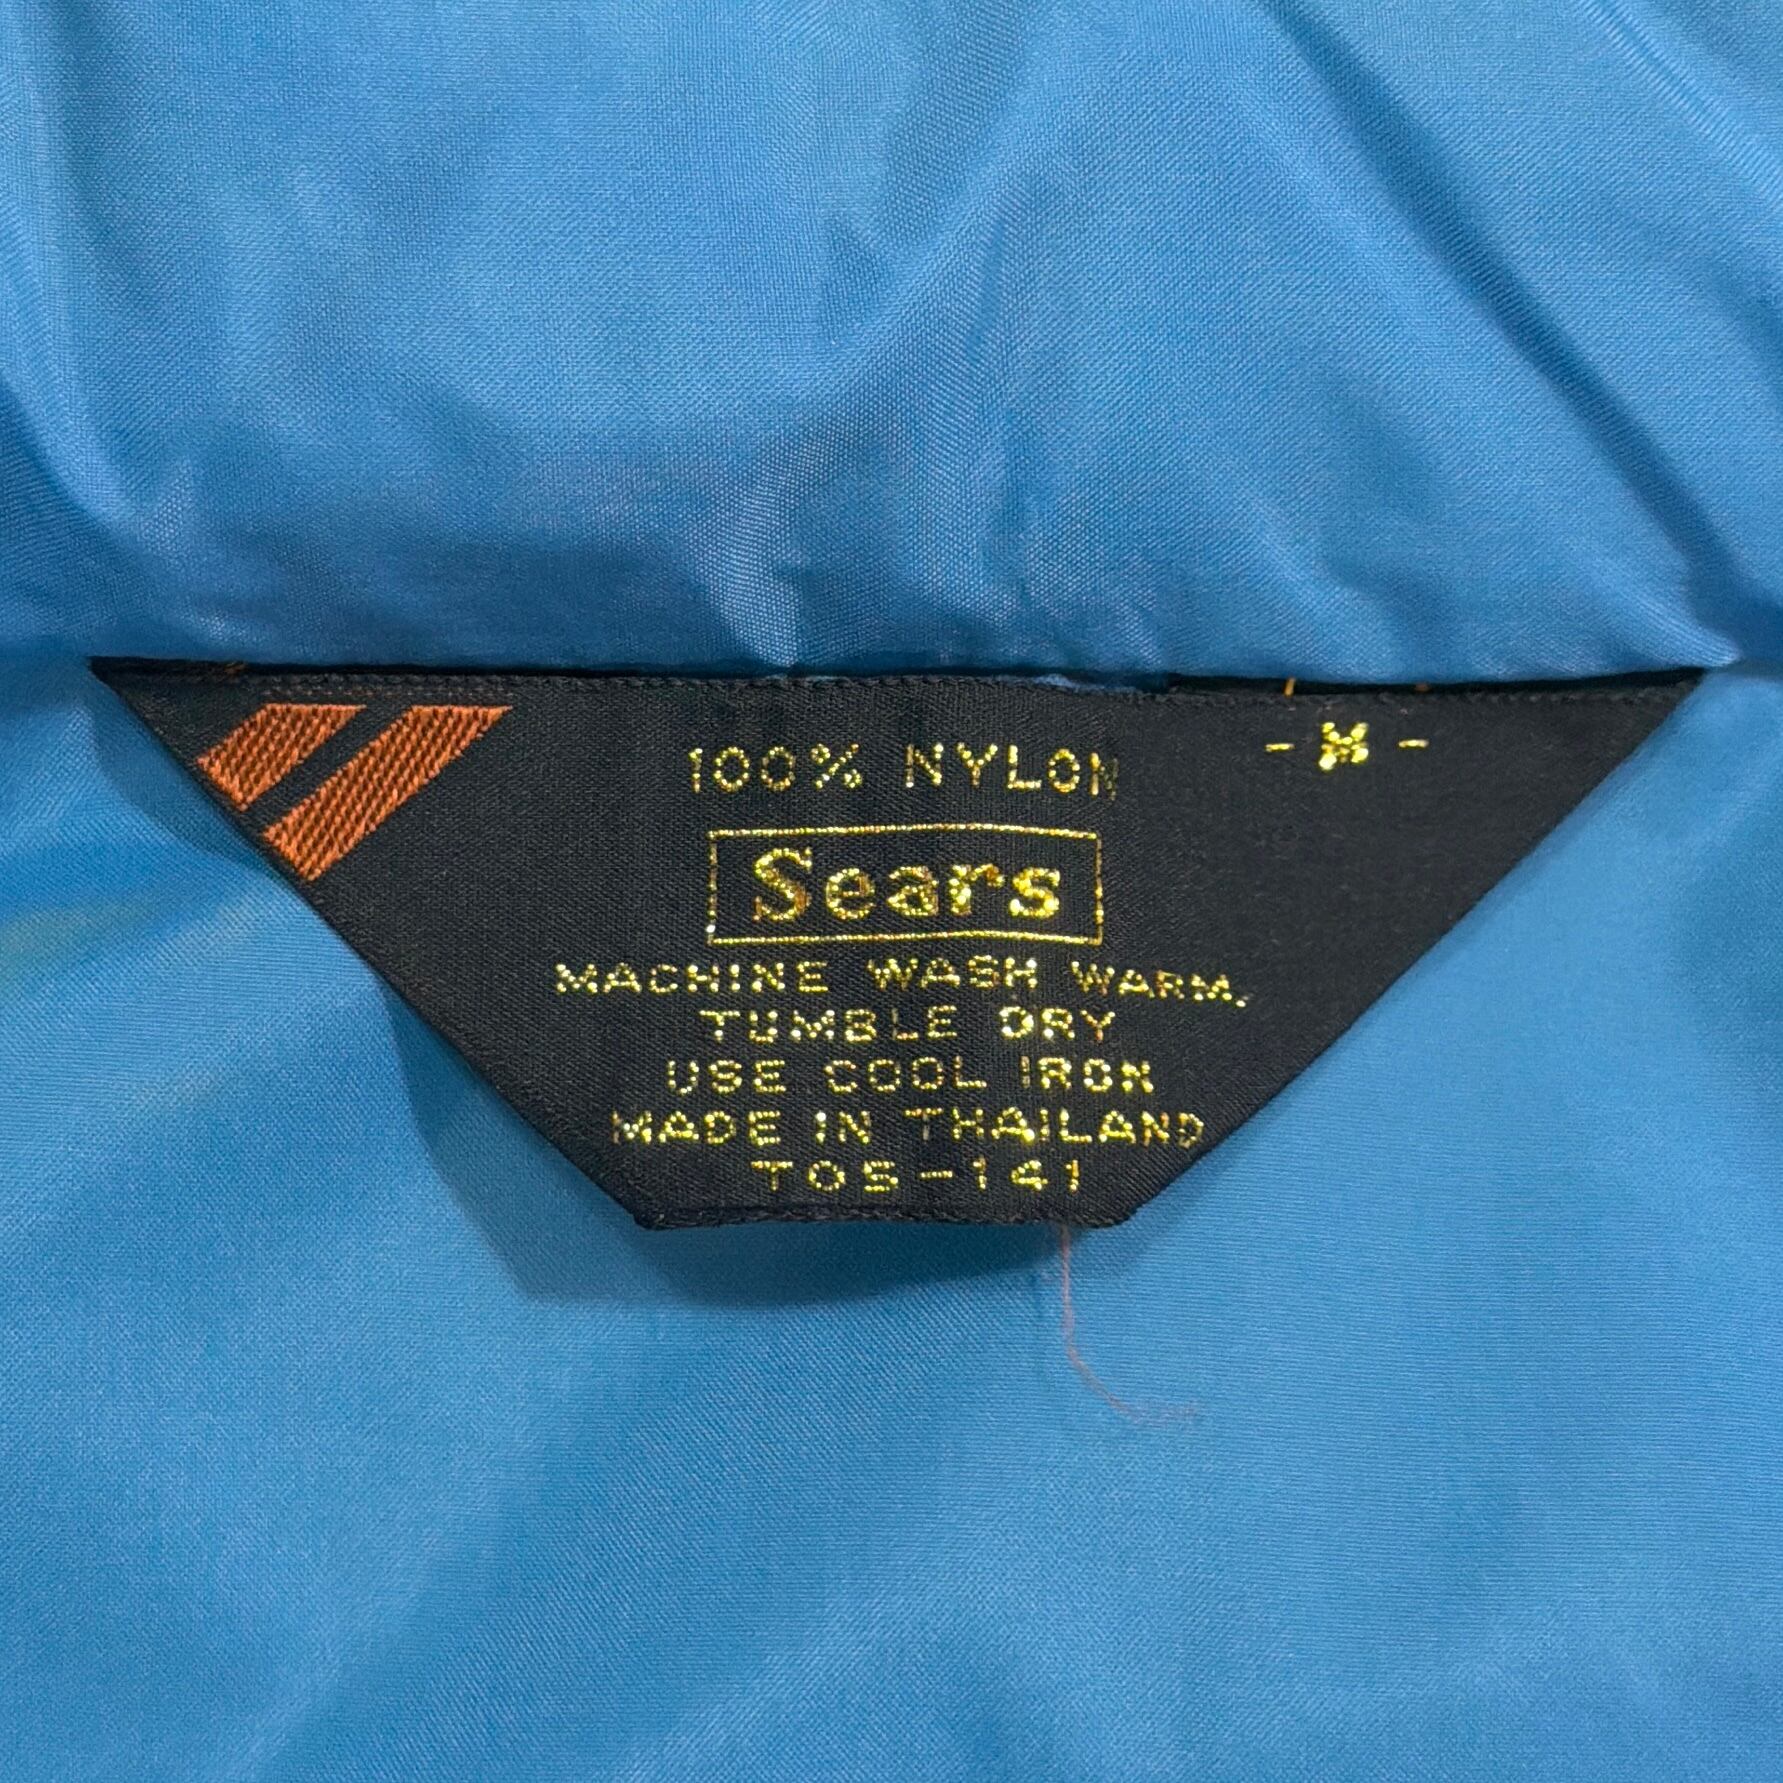 100% NYLON
- M -
Sears
MACHINE WASH WARM,
TUMBLE DRY
USE COOL IRON
MADE IN THAILAND
TOS-141